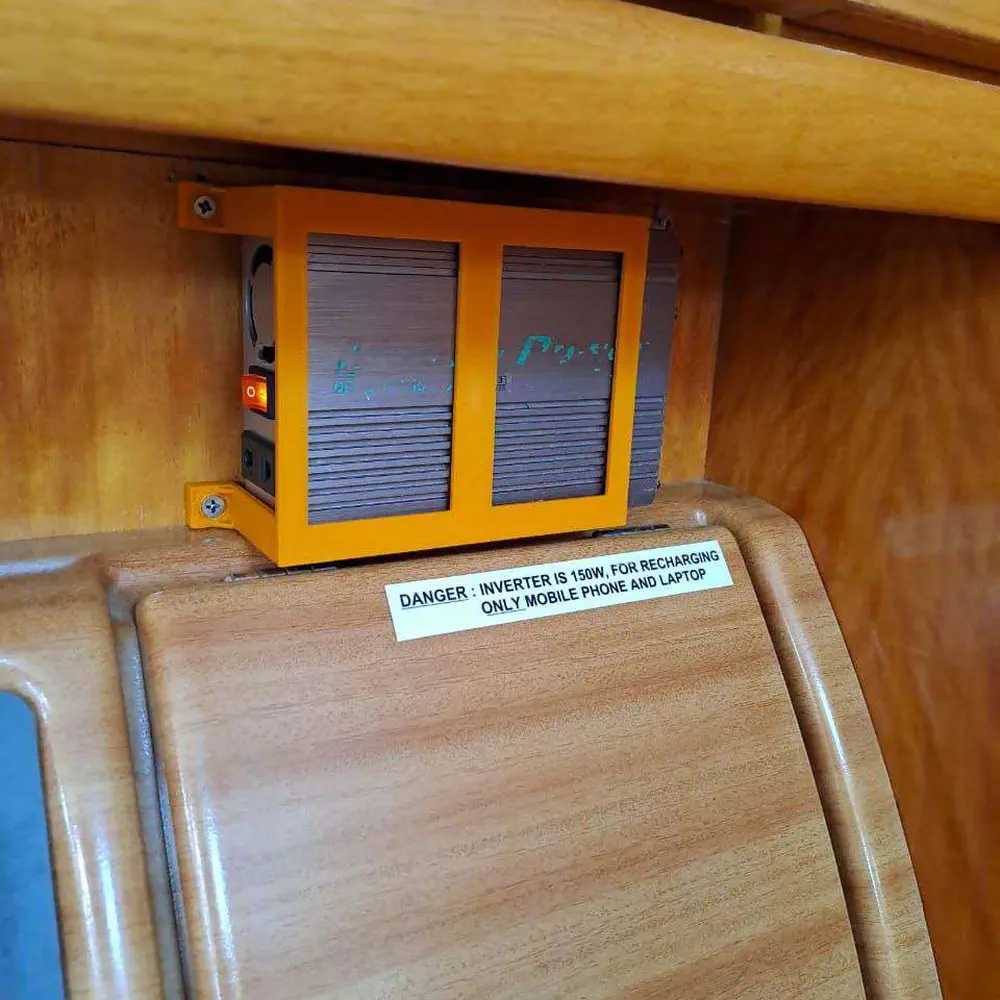 DANGER : INVERTER IS 150W, FOR RECHARGING
ONLY MOBILE PHONE AND LAPTOP